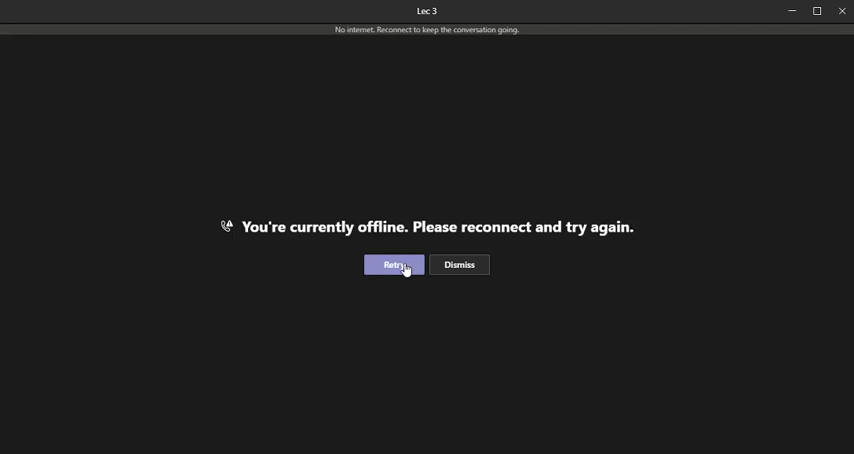 Lec 3
No internet. Reconnect to keep the conversation going.
You're currently offline. Please reconnect and try again.
Retry
Dismiss